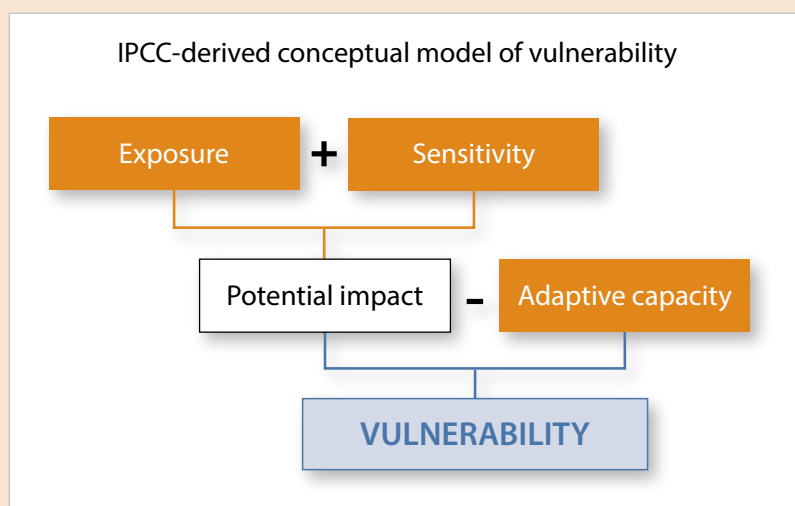 IPCC-derived conceptual model of vulnerability
Exposure + Sensitivity
Potential impact - Adaptive capacity
VULNERABILITY